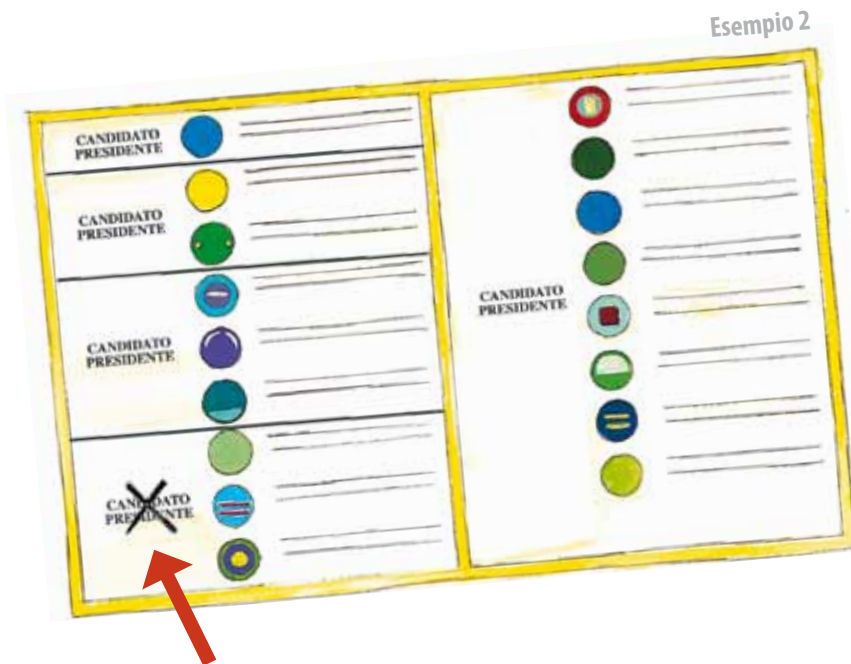 Esempio 2
CANDIDATO
PRESIDENTE
CANDIDATO
PRESIDENTE
CANDIDATO
PRESIDENTE
CANDIDATO
PRESIDENTE
CANDIDATO
PRESIDENTE